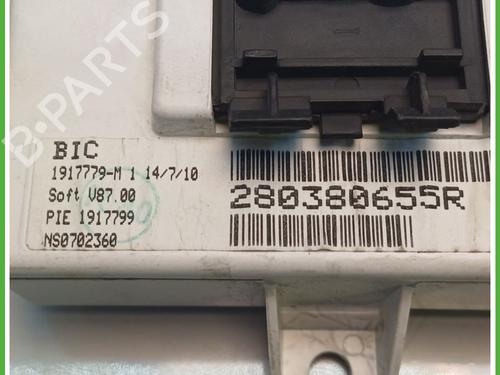 B-PARTS
BIC
1917779-M 1 14/7/10
Soft V87.00
PIE 1917799
NS0702360
280380655R